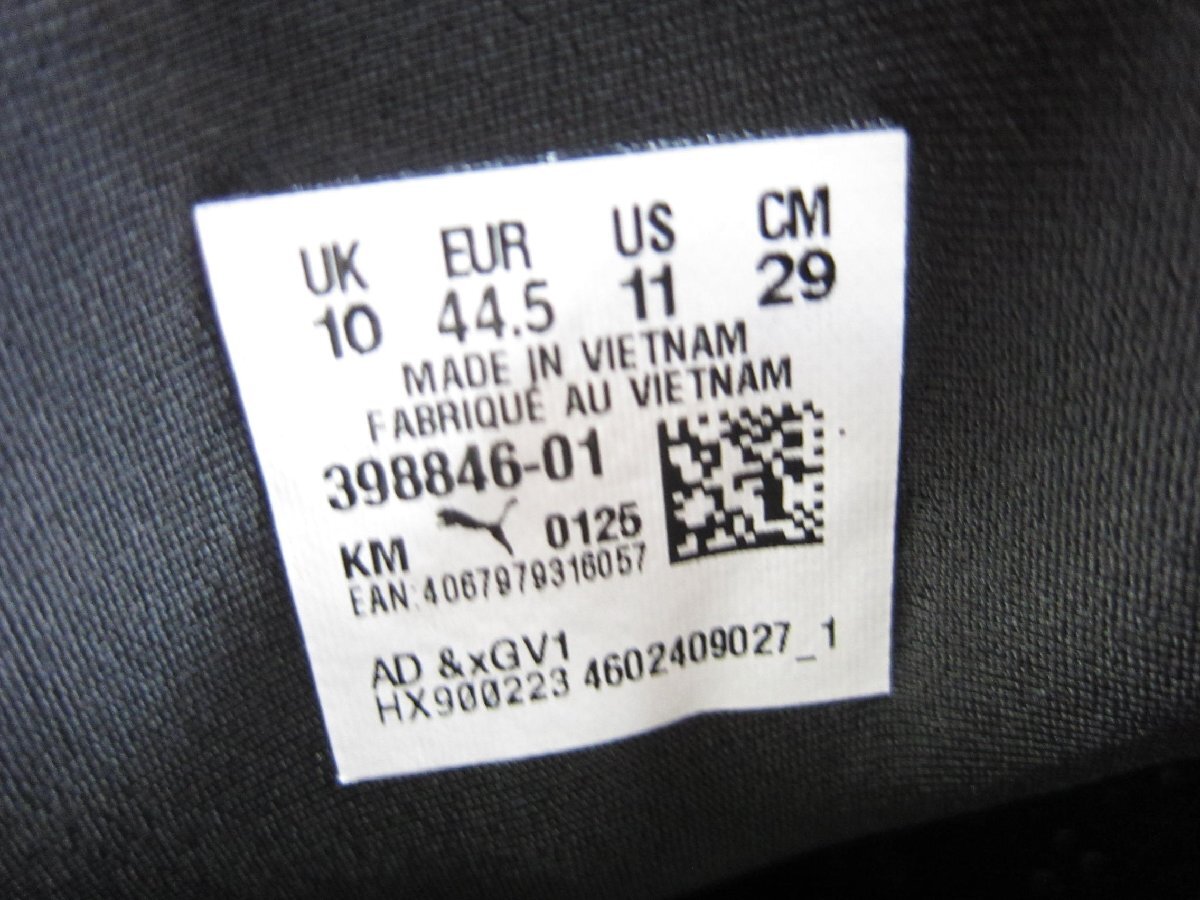 UK EUR US CM
10 44.5 11 29
MADE IN VIETNAM
FABRIQUÉ AU VIETNAM
398846-01
KM 0125
EAN:4067979316057
AD &xGV1
HX900223 4602409027_1